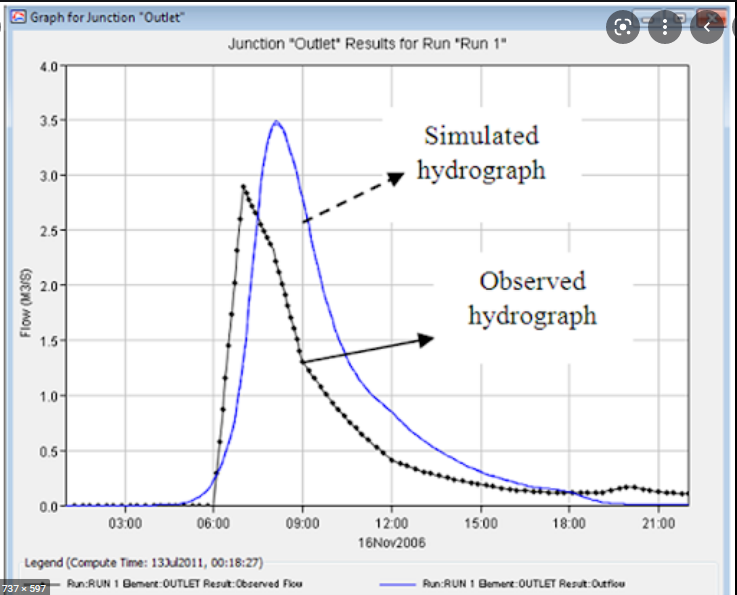 Graph for Junction "Outlet"
Junction "Outlet" Results for Run "Run 1"
4.0
3.5
3.0
2.5
2.0
1.5
1.0
0.5
0.0
Flow (M3/S)
Simulated
hydrograph
Observed
hydrograph
03:00 06:00 09:00 12:00 15:00 18:00 21:00
16Nov2006
Legend (Compute Time: 13Jul2011, 00:18:27)
Run:RUN 1 Element:OUTLET Result:Observed Flow Run:RUN 1 Element:OUTLET Result:Outflow
737 × 597